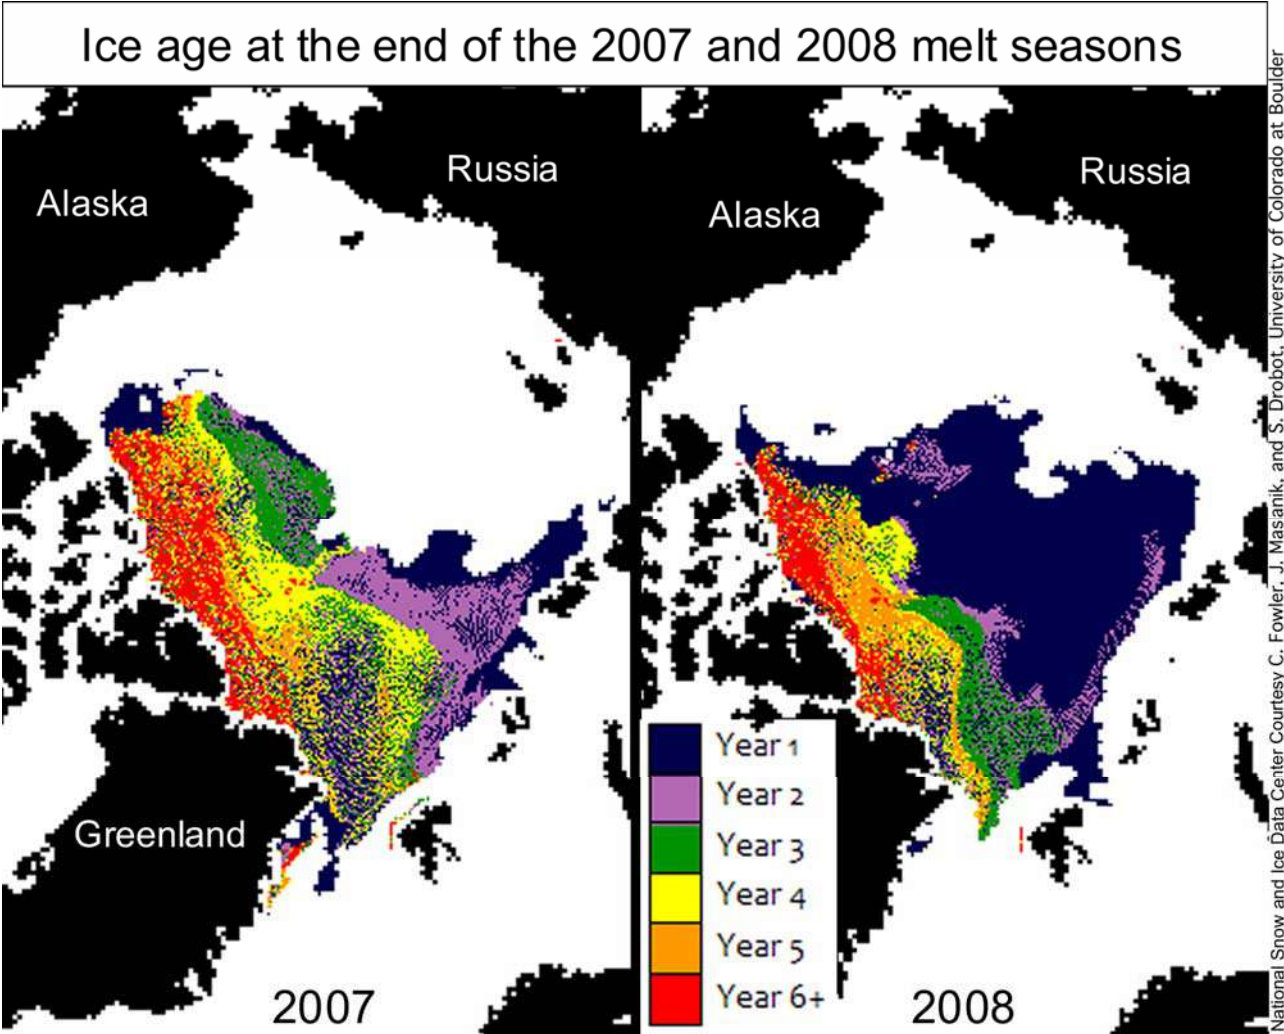 Ice age at the end of the 2007 and 2008 melt seasons
Alaska
Russia
Greenland
2007
Alaska
Russia
Year 1
Year 2
Year 3
Year 4
Year 5
Year 6+
2008
National Snow and Ice Data Center Courtesy C. Fowler, J. Masanik, and S. Drobot, University of Colorado at Boulder